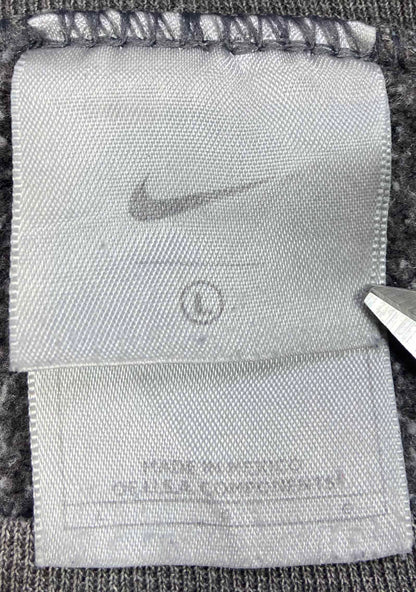 L
MADE IN MEXICO
OF U.S.A. COMPONENTS